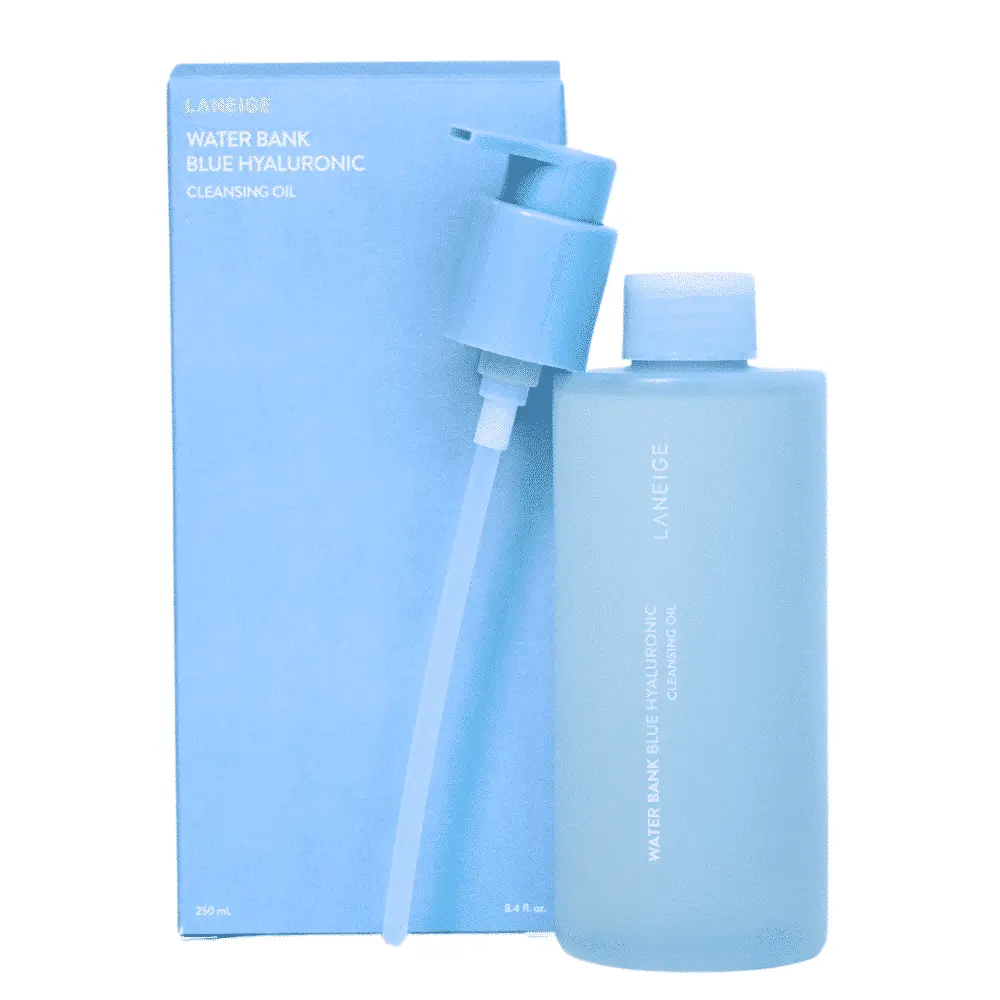 LANEIGE
WATER BANK
BLUE HYALURONIC
CLEANSING OIL
250 mL
8.4 fl. oz.
LANEIGE
WATER BANK BLUE HYALURONIC
CLEANSING OIL